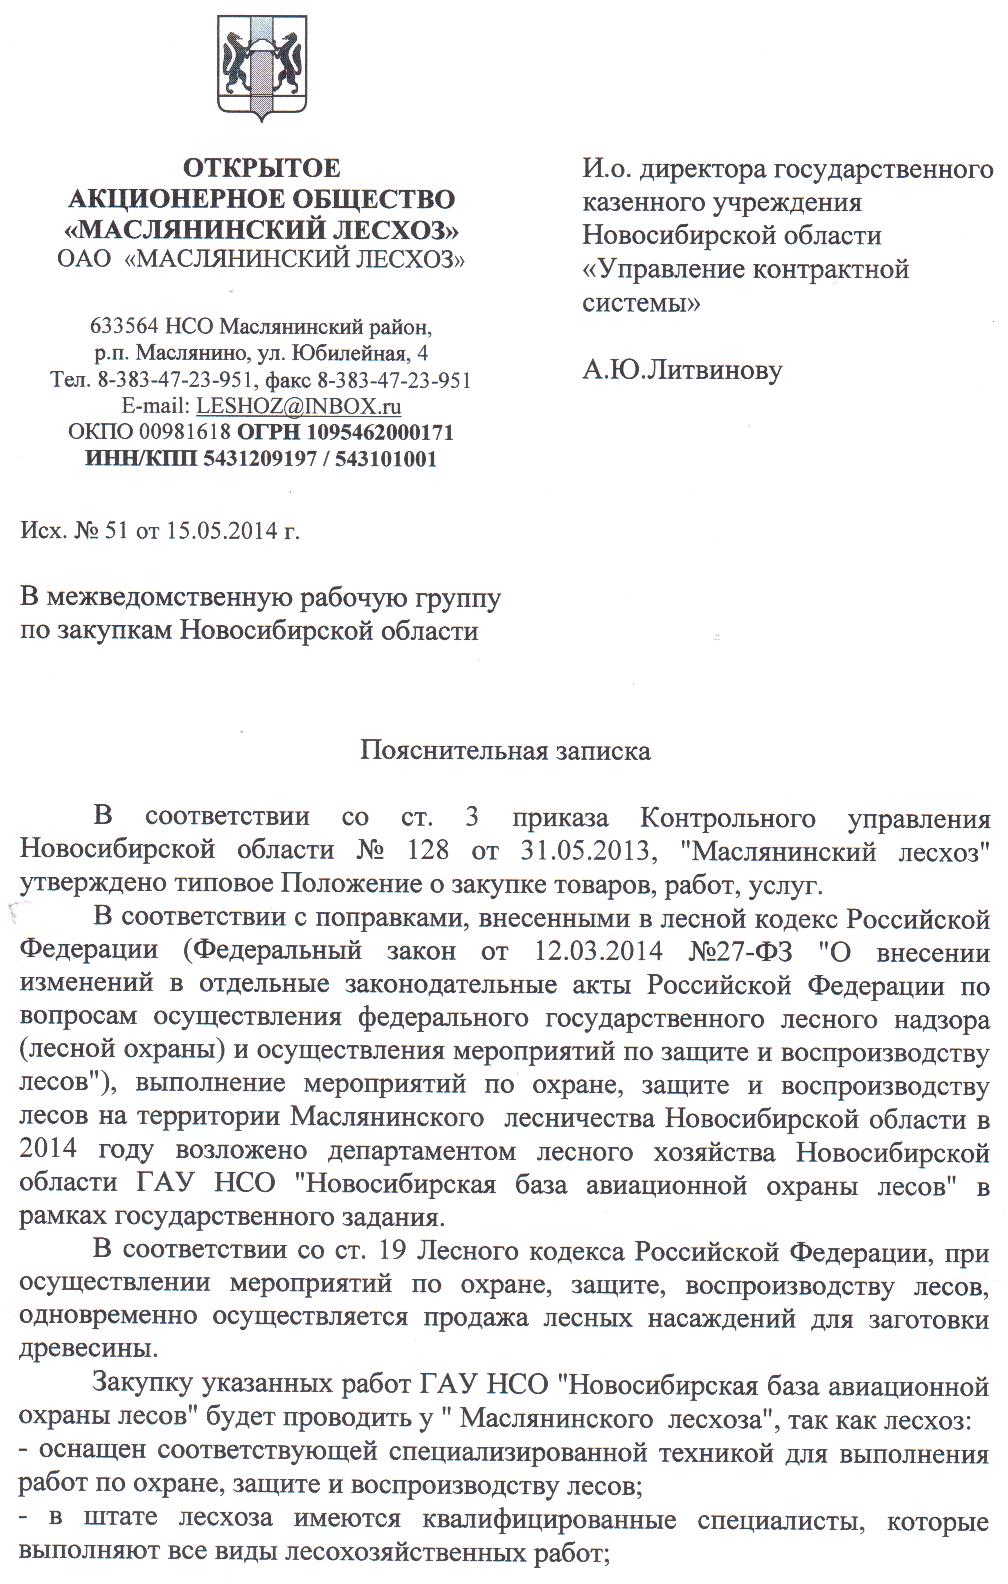 ОТКРЫТОЕ
АКЦИОНЕРНОЕ ОБЩЕСТВО
«МАСЛЯНИНСКИЙ ЛЕСХОЗ»
ОАО «МАСЛЯНИНСКИЙ ЛЕСХОЗ»
633564 НСО Маслянинский район,
р.п. Маслянино, ул. Юбилейная, 4
Тел. 8-383-47-23-951, факс 8-383-47-23-951
E-mail: LESHOZ@INBOX.ru
ОКПО 00981618 ОГРН 1095462000171
ИНН/КПП 5431209197 / 543101001
И.о. директора государственного
казенного учреждения
Новосибирской области
«Управление контрактной
системы»
А.Ю.Литвинову
Исх. № 51 от 15.05.2014 г.
В межведомственную рабочую группу
по закупкам Новосибирской области
Пояснительная записка
В соответствии со ст. 3 приказа Контрольного управления
Новосибирской области № 128 от 31.05.2013, "Маслянинский лесхоз"
утверждено типовое Положение о закупке товаров, работ, услуг.
В соответствии с поправками, внесенными в лесной кодекс Российской
Федерации (Федеральный закон от 12.03.2014 №27-ФЗ "О внесении
изменений в отдельные законодательные акты Российской Федерации по
вопросам осуществления федерального государственного лесного надзора
(лесной охраны) и осуществления мероприятий по защите и воспроизводству
лесов"), выполнение мероприятий по охране, защите и воспроизводству
лесов на территории Маслянинского лесничества Новосибирской области в
2014 году возложено департаментом лесного хозяйства Новосибирской
области ГАУ НСО "Новосибирская база авиационной охраны лесов" в
рамках государственного задания.
В соответствии со ст. 19 Лесного кодекса Российской Федерации, при
осуществлении мероприятий по охране, защите, воспроизводству лесов,
одновременно осуществляется продажа лесных насаждений для заготовки
древесины.
Закупку указанных работ ГАУ НСО "Новосибирская база авиационной
охраны лесов" будет проводить у " Маслянинского лесхоза", так как лесхоз:
- оснащен соответствующей специализированной техникой для выполнения
работ по охране, защите и воспроизводству лесов;
- в штате лесхоза имеются квалифицированные специалисты, которые
выполняют все виды лесохозяйственных работ;